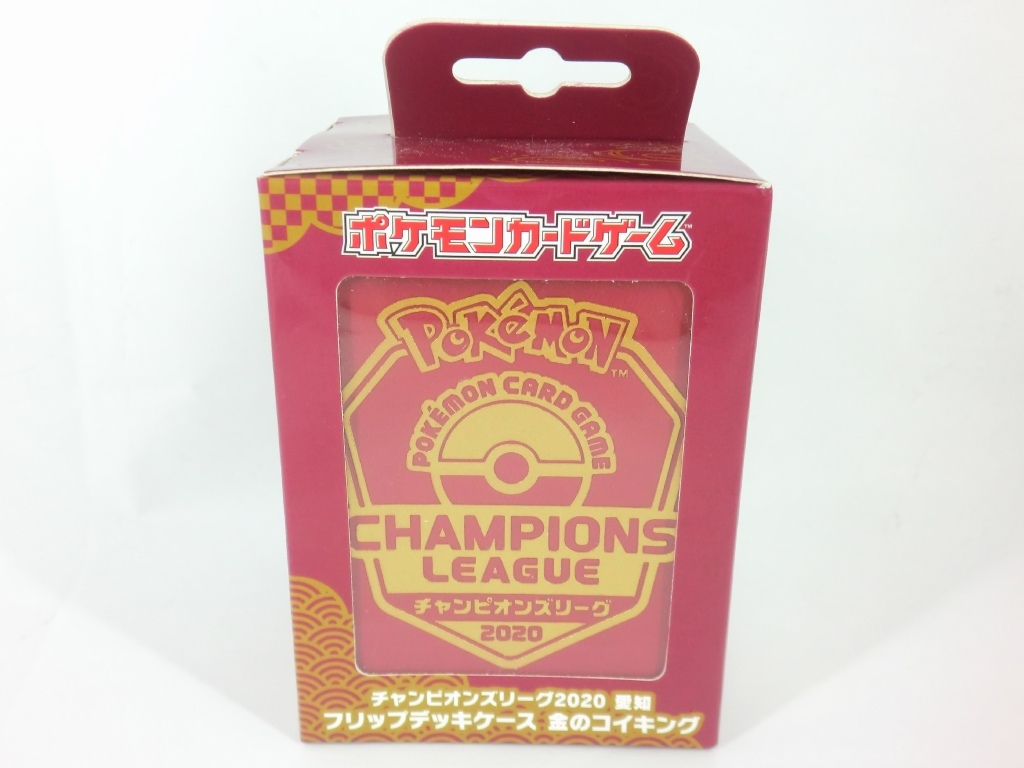 ポケモンカードゲーム™
POKéMON
TM
POKÉMON CARD GAME
CHAMPIONS
LEAGUE
チャンピオンズリーグ
2020
チャンピオンズリーグ2020 愛知
フリップデッキケース 金のコイキング